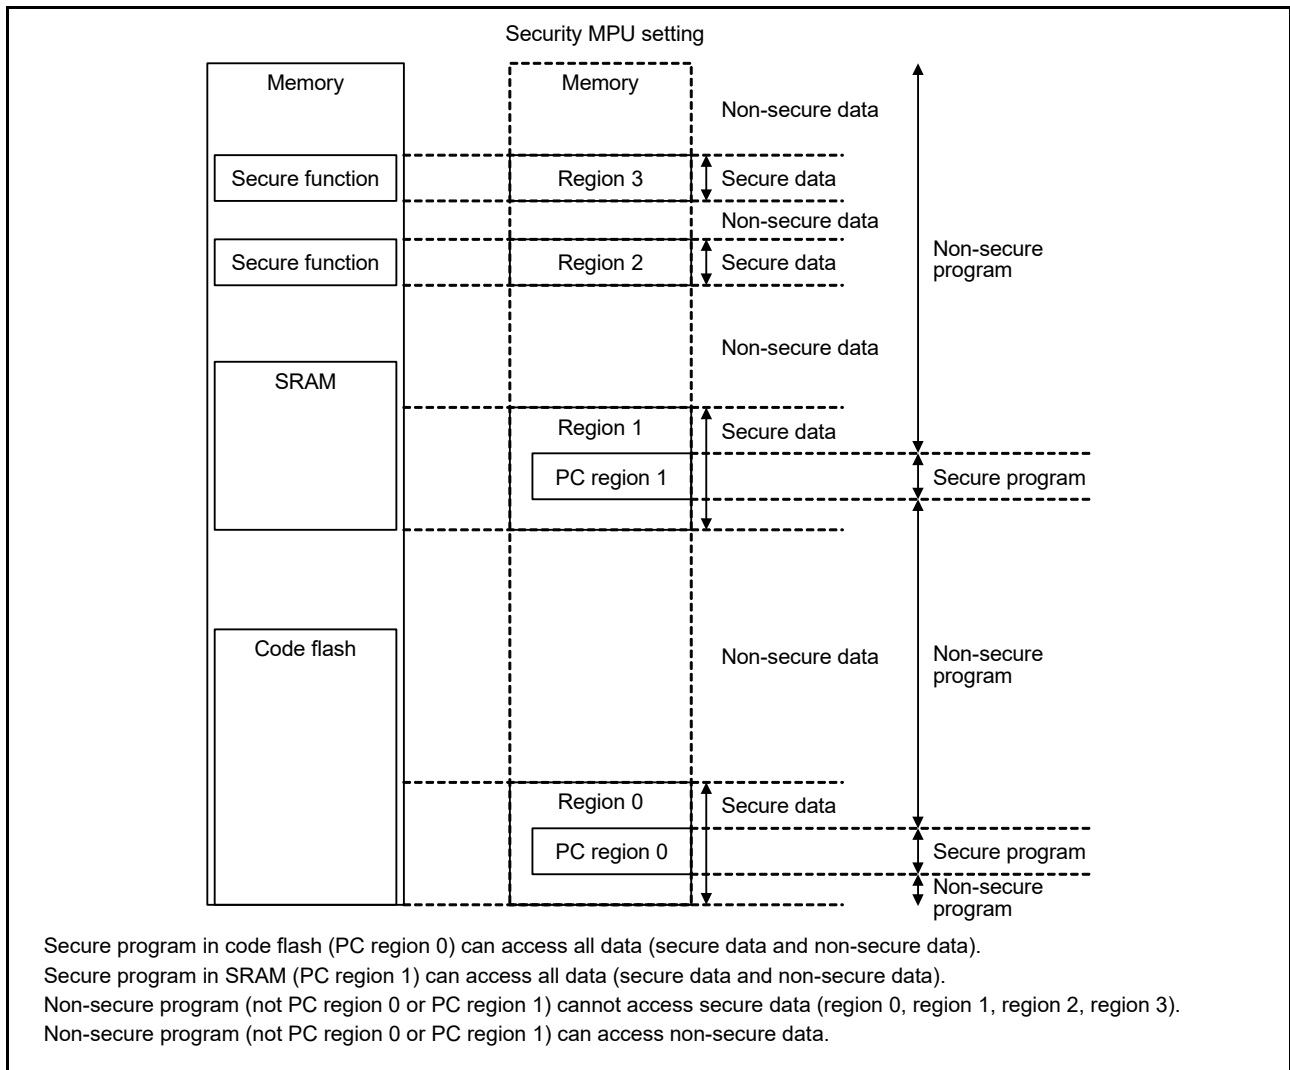 Security MPU setting
Memory
Memory
Non-secure data
Secure function
Region 3
Secure data
Non-secure data
Secure function
Region 2
Secure data
Non-secure
program
Non-secure data
SRAM
Region 1
Secure data
PC region 1
Secure program
Code flash
Non-secure data
Non-secure
program
Region 0
Secure data
PC region 0
Secure program
Non-secure
program
Secure program in code flash (PC region 0) can access all data (secure data and non-secure data).
Secure program in SRAM (PC region 1) can access all data (secure data and non-secure data).
Non-secure program (not PC region 0 or PC region 1) cannot access secure data (region 0, region 1, region 2, region 3).
Non-secure program (not PC region 0 or PC region 1) can access non-secure data.